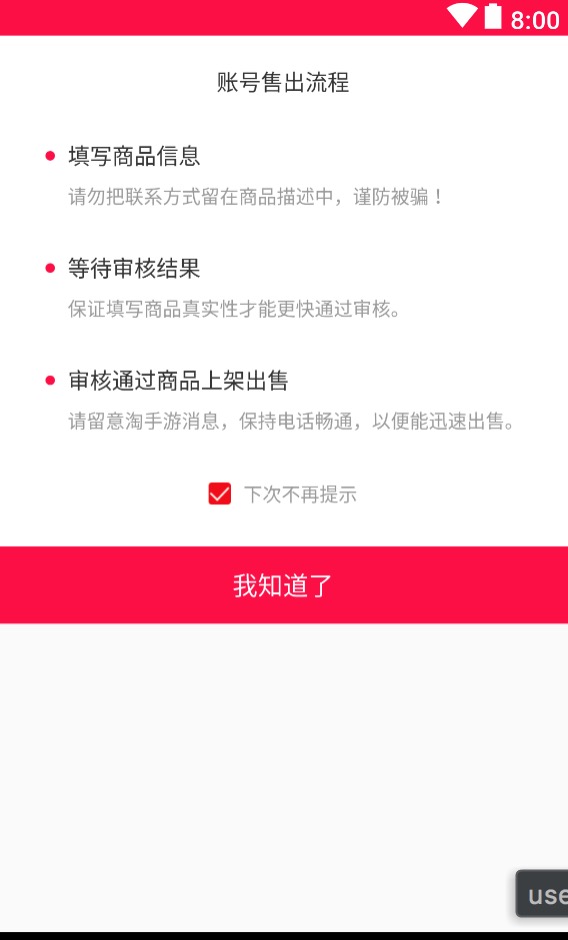 8:00
账号售出流程
填写商品信息
请勿把联系方式留在商品描述中，谨防被骗！
等待审核结果
保证填写商品真实性才能更快通过审核。
审核通过商品上架出售
请留意淘手游消息，保持电话畅通，以便能迅速出售。
下次不再提示
我知道了
use